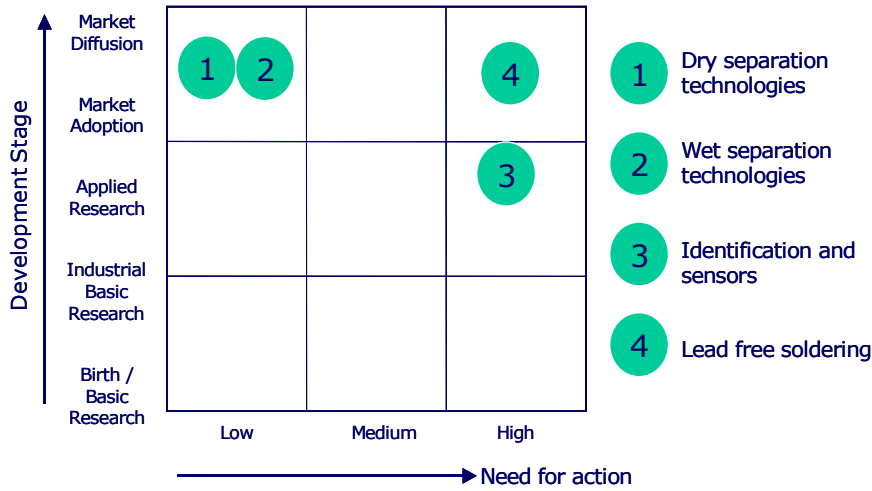 Market
Diffusion
Market
Adoption
Applied
Research
Industrial
Basic
Research
Birth /
Basic
Research
Development Stage
1
2
4
3
Low
Medium
High
Need for action
1
Dry separation
technologies
2
Wet separation
technologies
3
Identification and
sensors
4
Lead free soldering